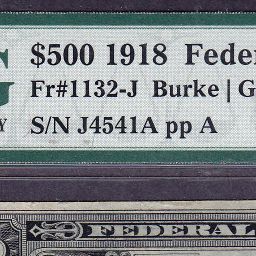 $500 1918 Feder
G
Fr#1132-J Burke | G
Y
S/N J4541A pp A
FEDERAL